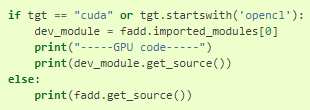 if tgt == "cuda" or tgt.startswith('opencl'):
    dev_module = fadd.imported_modules[0]
    print("-----GPU code-----")
    print(dev_module.get_source())
else:
    print(fadd.get_source())